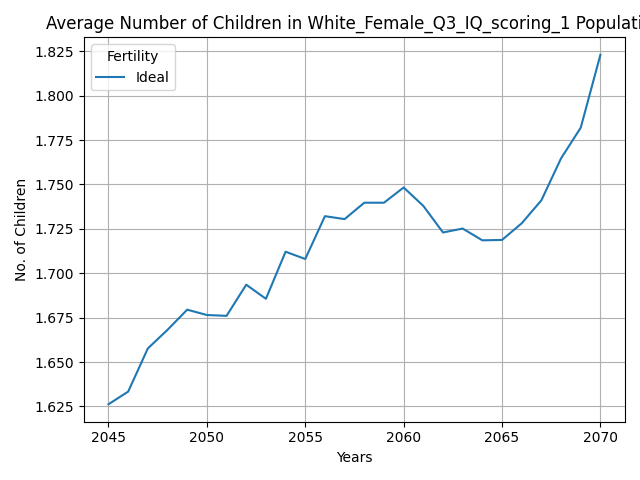 Average Number of Children in White_Female_Q3_IQ_scoring_1 Populati
Fertility
Ideal
No. of Children
1.825
1.800
1.775
1.750
1.725
1.700
1.675
1.650
1.625
2045 2050 2055 2060 2065 2070
Years